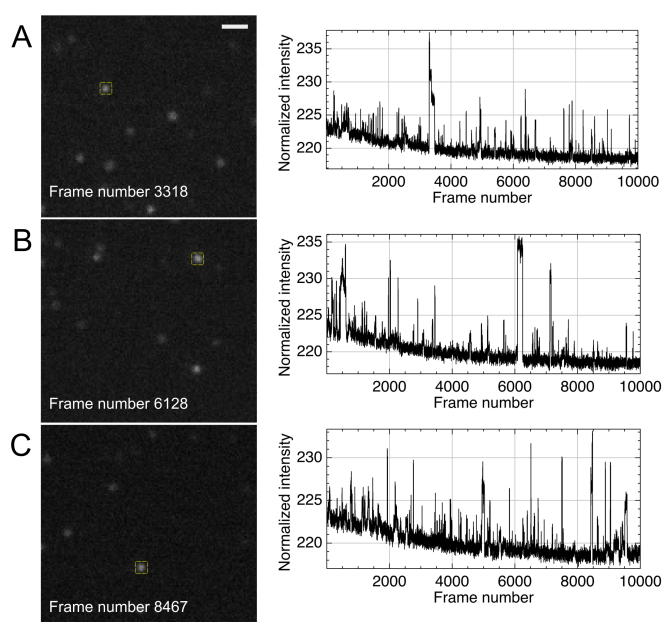 A
Frame number 3318
Normalized intensity
235
230
225
220
2000 4000 6000 8000 10000
Frame number
B
Frame number 6128
Normalized intensity
235
230
225
220
2000 4000 6000 8000 10000
Frame number
C
Frame number 8467
Normalized intensity
230
225
220
2000 4000 6000 8000 10000
Frame number